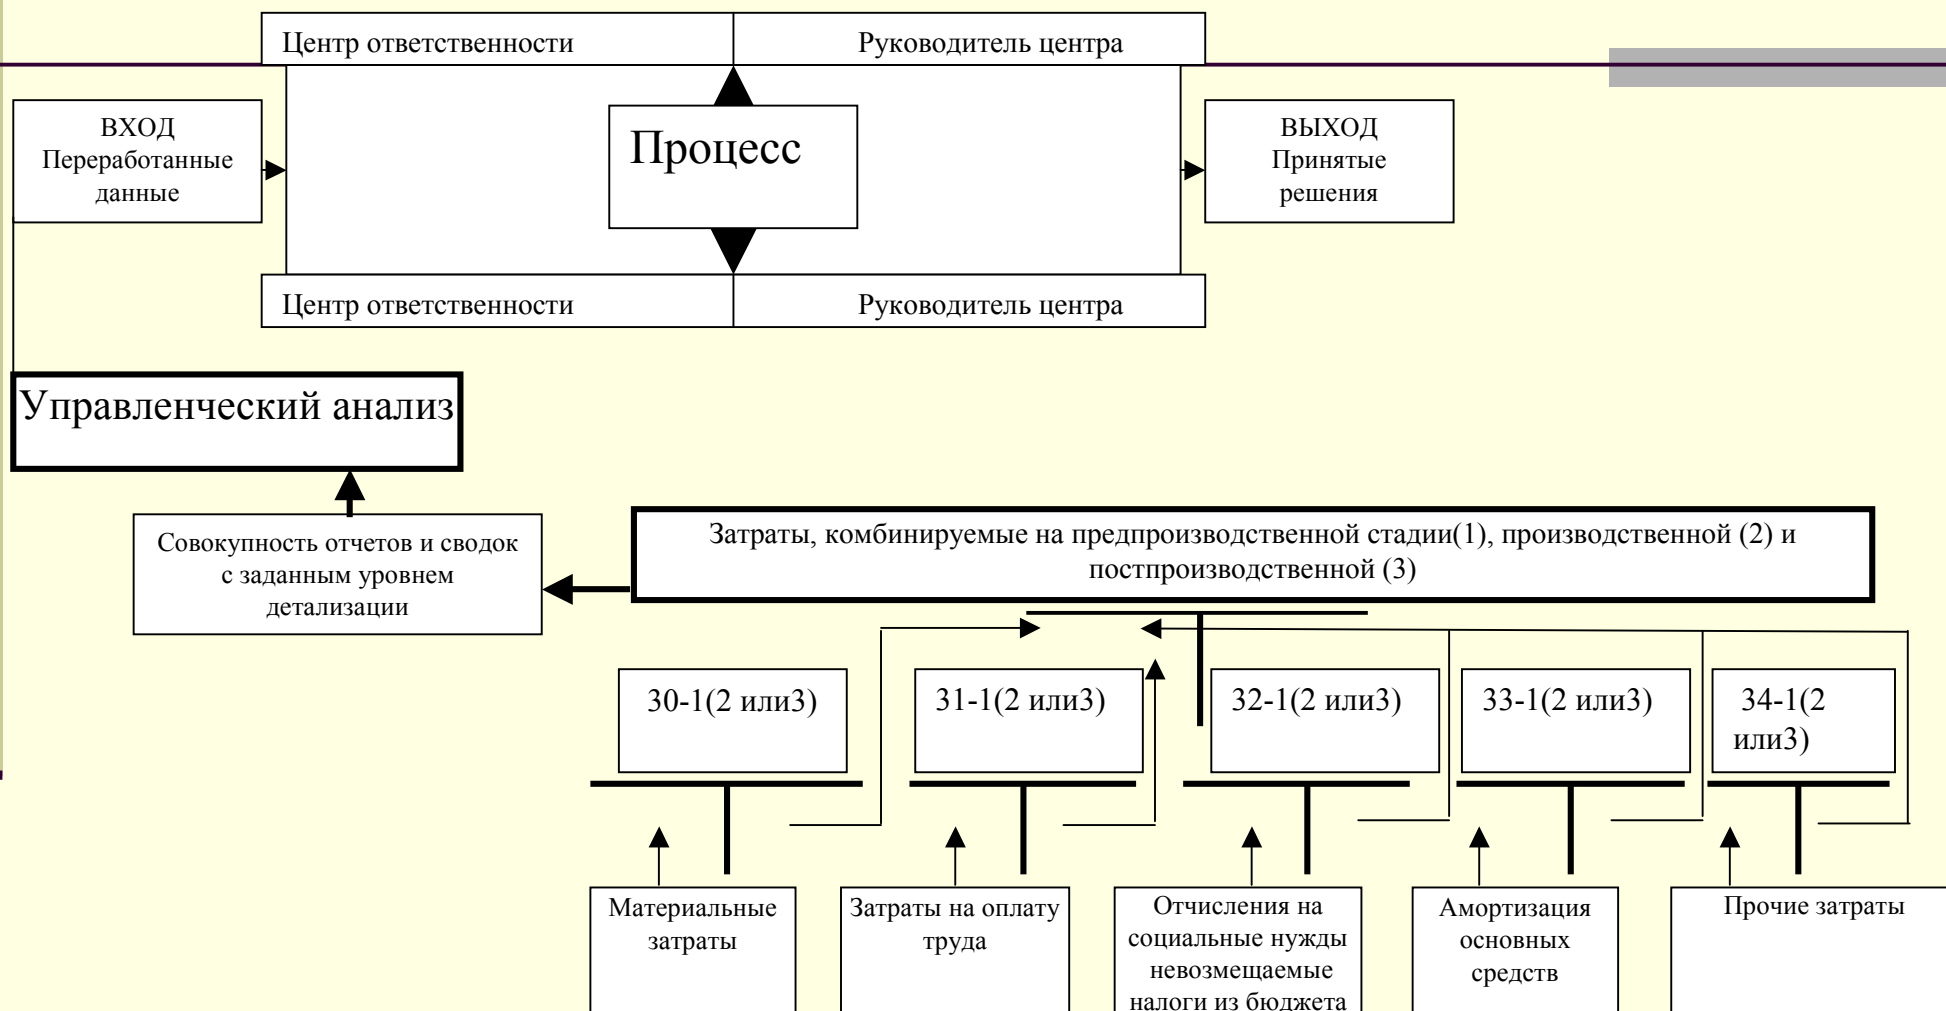 Центр ответственности
Руководитель центра
ВХОД
Переработанные
данные
Процесс
ВЫХОД
Принятые
решения
Центр ответственности
Руководитель центра
Управленческий анализ
Совокупность отчетов и сводок
с заданным уровнем
детализации
Затраты, комбинируемые на предпроизводственной стадии(1), производственной (2) и
постпроизводственной (3)
30-1(2 или3)
31-1(2 или3)
32-1(2 или3)
33-1(2 или3)
34-1(2
или3)
Материальные
затраты
Затраты на оплату
труда
Отчисления на
социальные нужды
невозмещаемые
налоги из бюджета
Амортизация
основных
средств
Прочие затраты